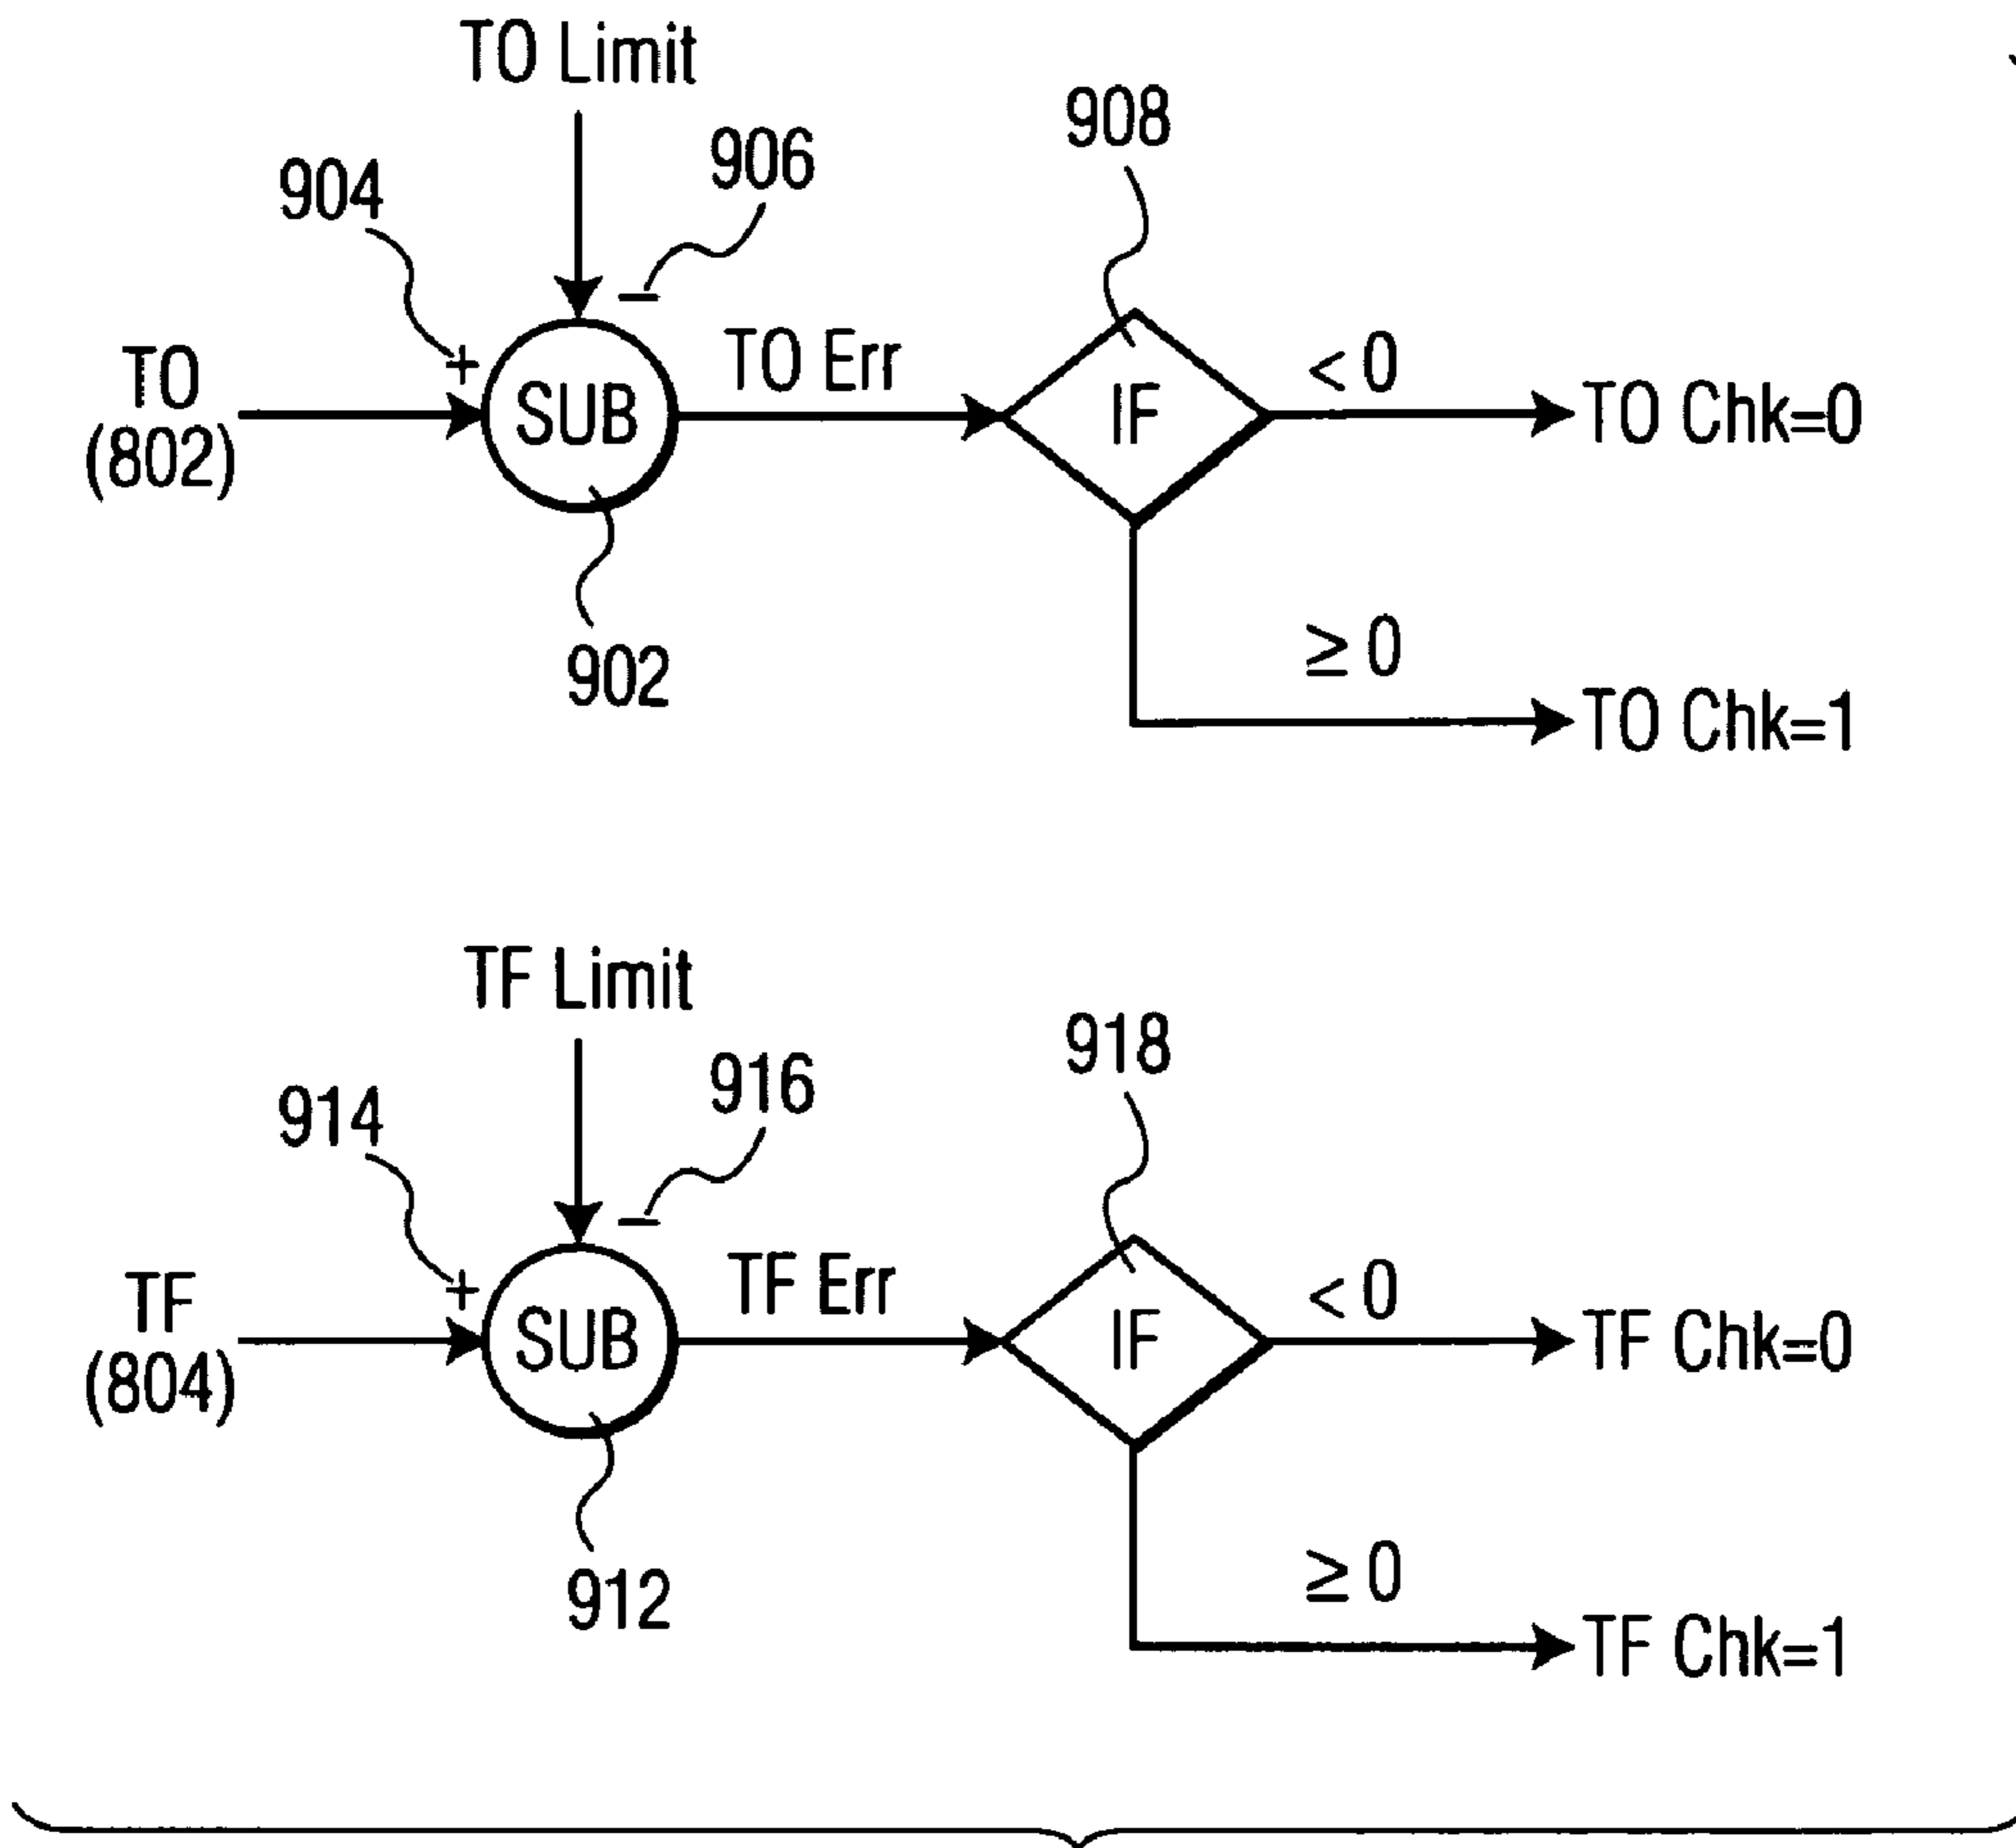 TO Limit
904
906
908
+
−
TO
(802)
SUB
TO Err
IF
< 0
TO Chk=0
902
≥ 0
TO Chk=1
TF Limit
914
916
918
+
−
TF
(804)
SUB
TF Err
IF
< 0
TF Chk=0
912
≥ 0
TF Chk=1